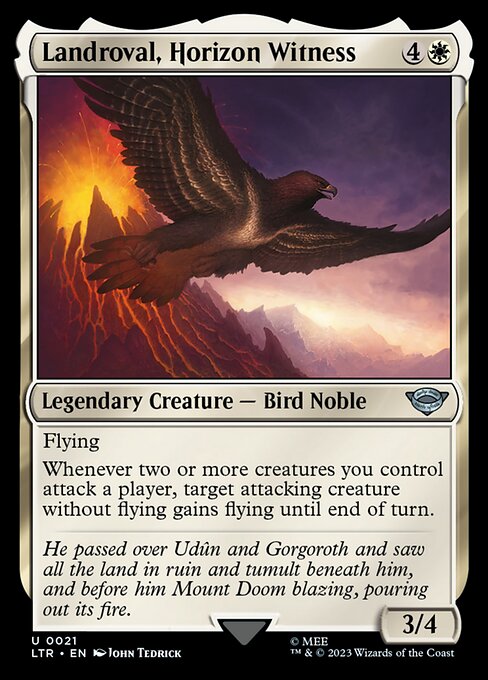 Landroval, Horizon Witness 4
Legendary Creature — Bird Noble
Flying
Whenever two or more creatures you control
attack a player, target attacking creature
without flying gains flying until end of turn.
He passed over Udûn and Gorgoroth and saw
all the land in ruin and tumult beneath him,
and before him Mount Doom blazing, pouring
out its fire.
3/4
U 0021
LTR • EN John Tedrick
© MEE
™ & © 2023 Wizards of the Coast